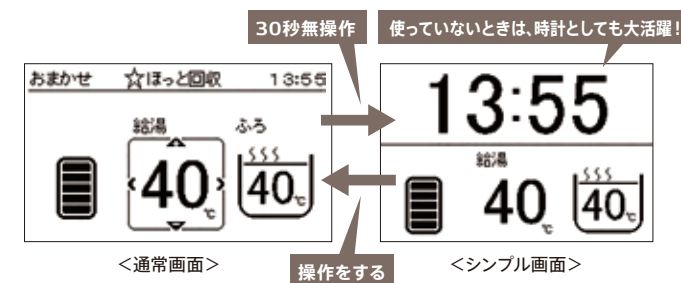 30秒無操作
使っていないときは、時計としても大活躍!
おまかせ ☆ほっと回収 13:55
給湯 ふろ
40℃ 40℃
<通常画面>
13:55
給湯
40℃ 40℃
<シンプル画面>
操作をする